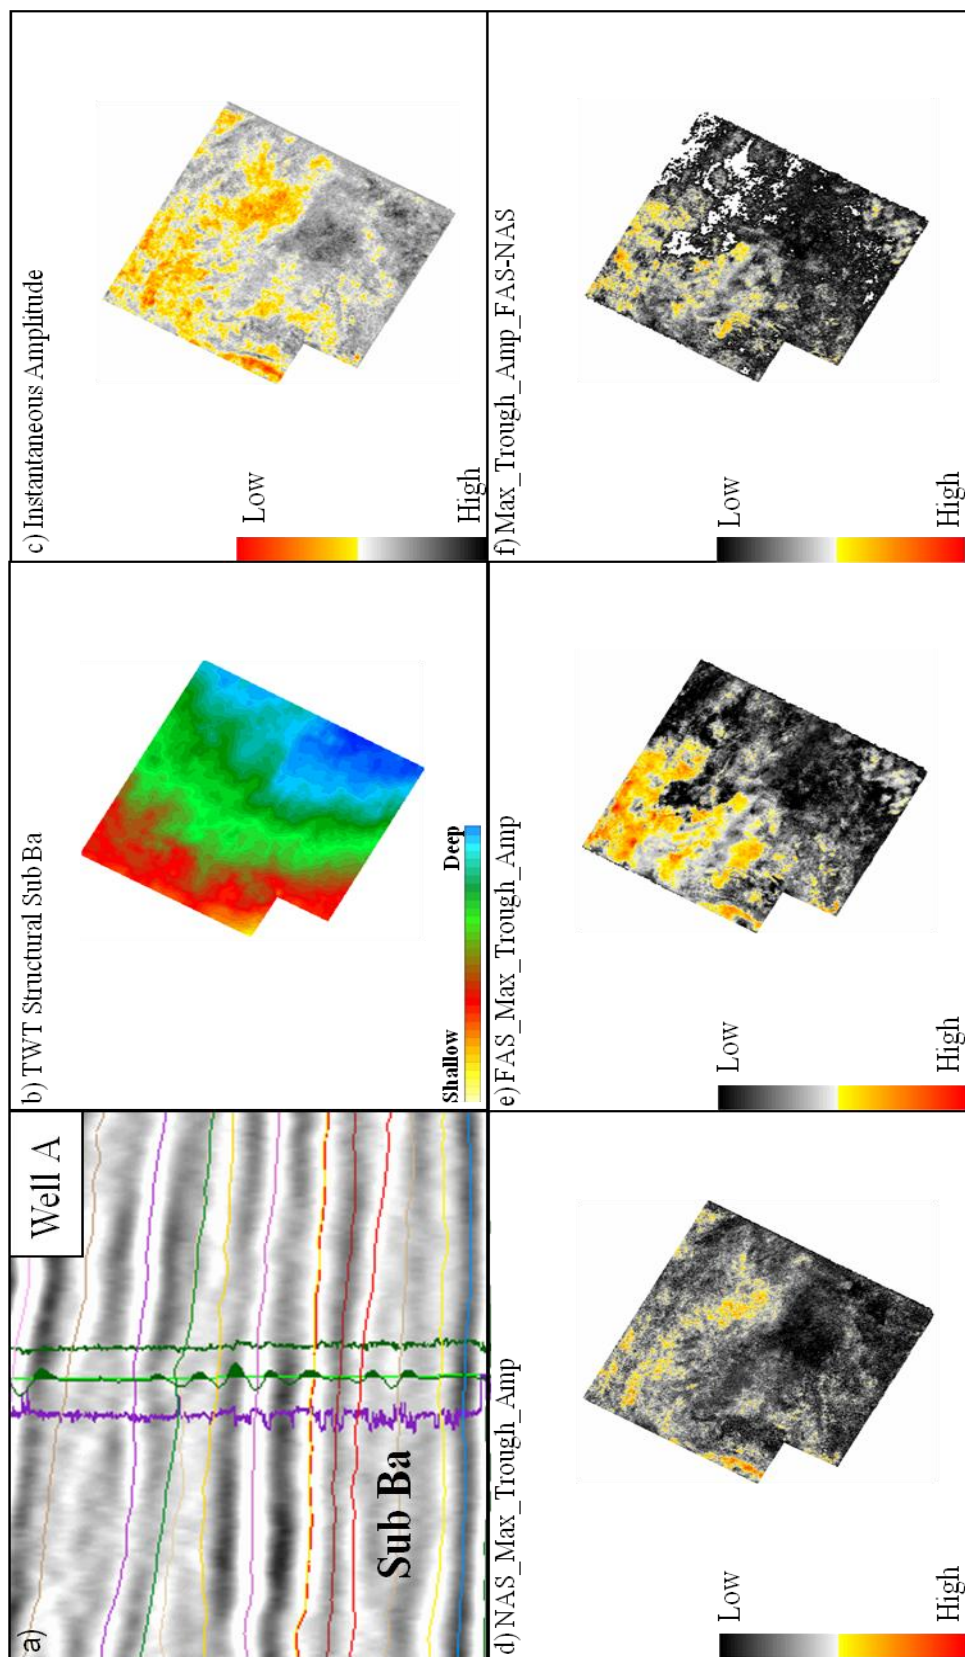 a)
Well A
Sub Ba
b) TWT Structural Sub Ba
Shallow
Deep
c) Instantaneous Amplitude
Low
High
d) NAS_Max_Trough_Amp
Low
High
e) FAS_Max_Trough_Amp
Low
High
f) Max_Trough_Amp_FAS-NAS
Low
High